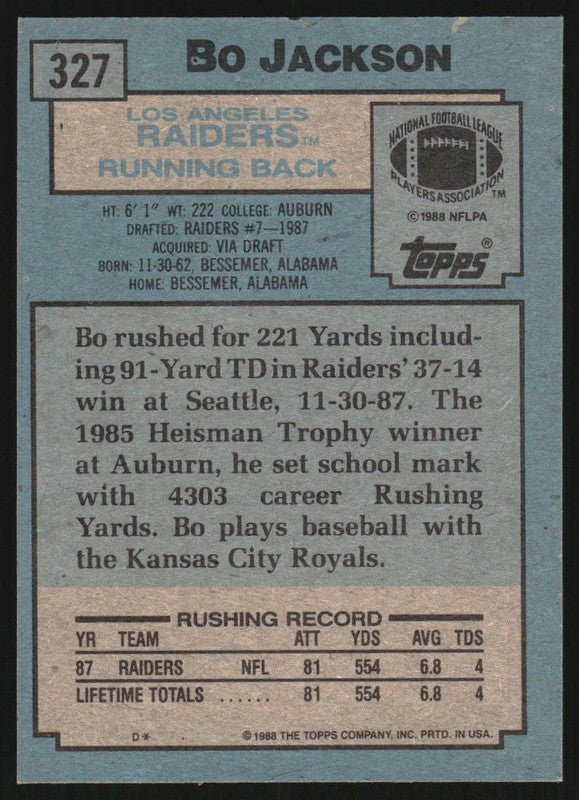 327
BO JACKSON
LOS ANGELES
RAIDERS™
RUNNING BACK
NATIONAL FOOTBALL LEAGUE
PLAYERS ASSOCIATION™
©1988 NFLPA
topps®
HT: 6' 1" WT: 222 COLLEGE: AUBURN
DRAFTED: RAIDERS #7—1987
ACQUIRED: VIA DRAFT
BORN: 11-30-62, BESSEMER, ALABAMA
HOME: BESSEMER, ALABAMA
Bo rushed for 221 Yards includ-
ing 91-Yard TD in Raiders' 37-14
win at Seattle, 11-30-87. The
1985 Heisman Trophy winner
at Auburn, he set school mark
with 4303 career Rushing
Yards. Bo plays baseball with
the Kansas City Royals.
RUSHING RECORD
YR TEAM ATT YDS AVG TDS
87 RAIDERS NFL 81 554 6.8 4
LIFETIME TOTALS ...... 81 554 6.8 4
D* ©1988 THE TOPPS COMPANY, INC. PRTD. IN USA.